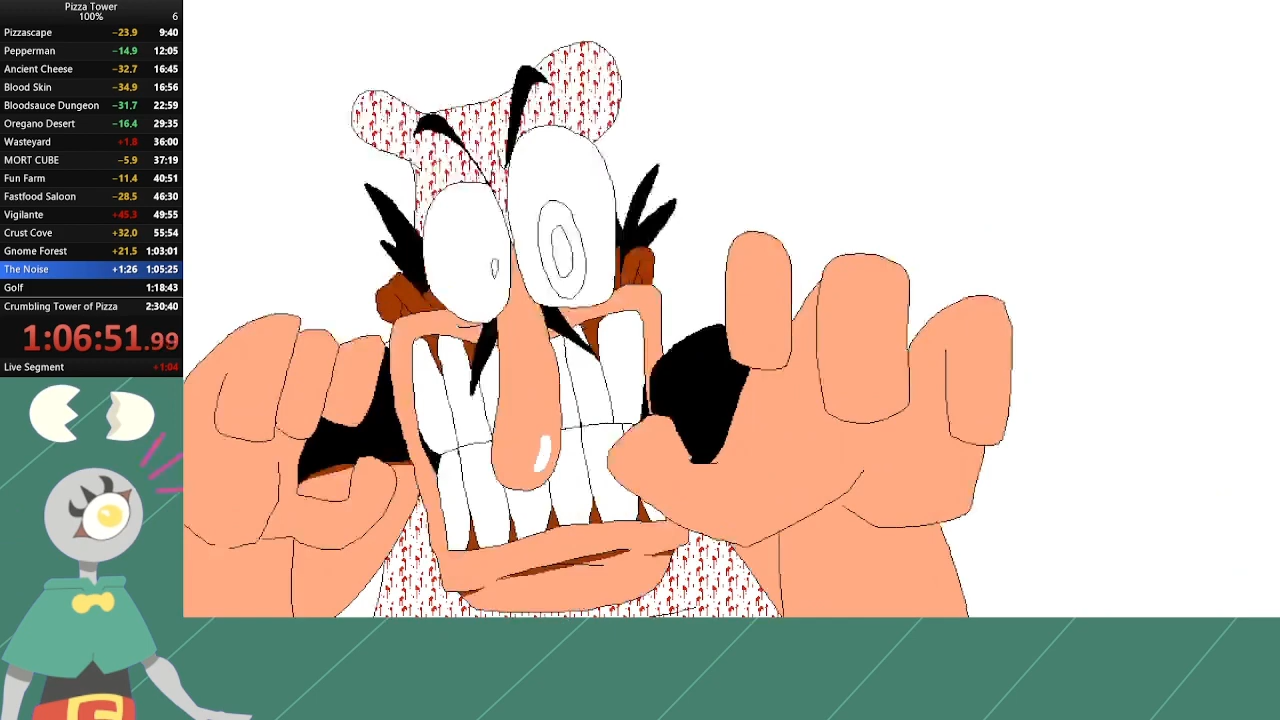 Pizza Tower
100% 6
Pizzascape −23.9 9:40
Pepperman −14.9 12:05
Ancient Cheese −32.7 16:45
Blood Skin −34.9 16:56
Bloodsauce Dungeon −31.7 22:59
Oregano Desert −16.4 29:35
Wasteyard +1.8 36:00
MORT CUBE −5.9 37:19
Fun Farm −11.4 40:51
Fastfood Saloon −28.5 46:30
Vigilante +45.3 49:55
Crust Cove +32.0 55:54
Gnome Forest +21.5 1:03:01
The Noise +1:26 1:05:25
Golf 1:18:43
Crumbling Tower of Pizza 2:30:40
1:06:51.99
Live Segment +1:04